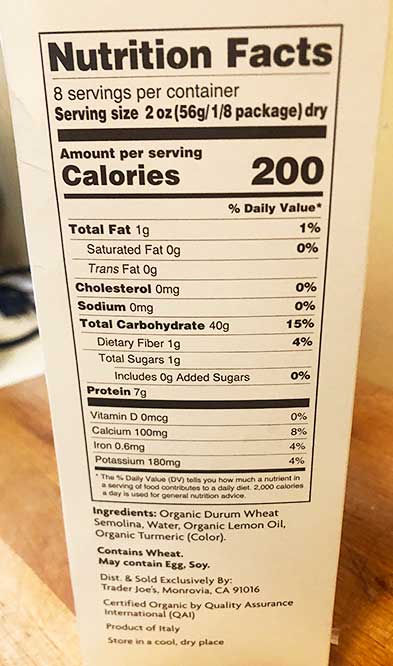 Nutrition Facts
8 servings per container
Serving size 2 oz (56g/1/8 package) dry
Amount per serving
Calories 200
% Daily Value*
Total Fat 1g 1%
Saturated Fat 0g 0%
Trans Fat 0g
Cholesterol 0mg 0%
Sodium 0mg 0%
Total Carbohydrate 40g 15%
Dietary Fiber 1g 4%
Total Sugars 1g
Includes 0g Added Sugars 0%
Protein 7g
Vitamin D 0mcg 0%
Calcium 100mg 8%
Iron 0.6mg 4%
Potassium 180mg 4%
* The % Daily Value (DV) tells you how much a nutrient in
a serving of food contributes to a daily diet. 2,000 calories
a day is used for general nutrition advice.
Ingredients: Organic Durum Wheat
Semolina, Water, Organic Lemon Oil,
Organic Turmeric (Color).
Contains Wheat.
May contain Egg, Soy.
Dist. & Sold Exclusively By:
Trader Joe's, Monrovia, CA 91016
Certified Organic by Quality Assurance
International (QAI)
Product of Italy
Store in a cool, dry place